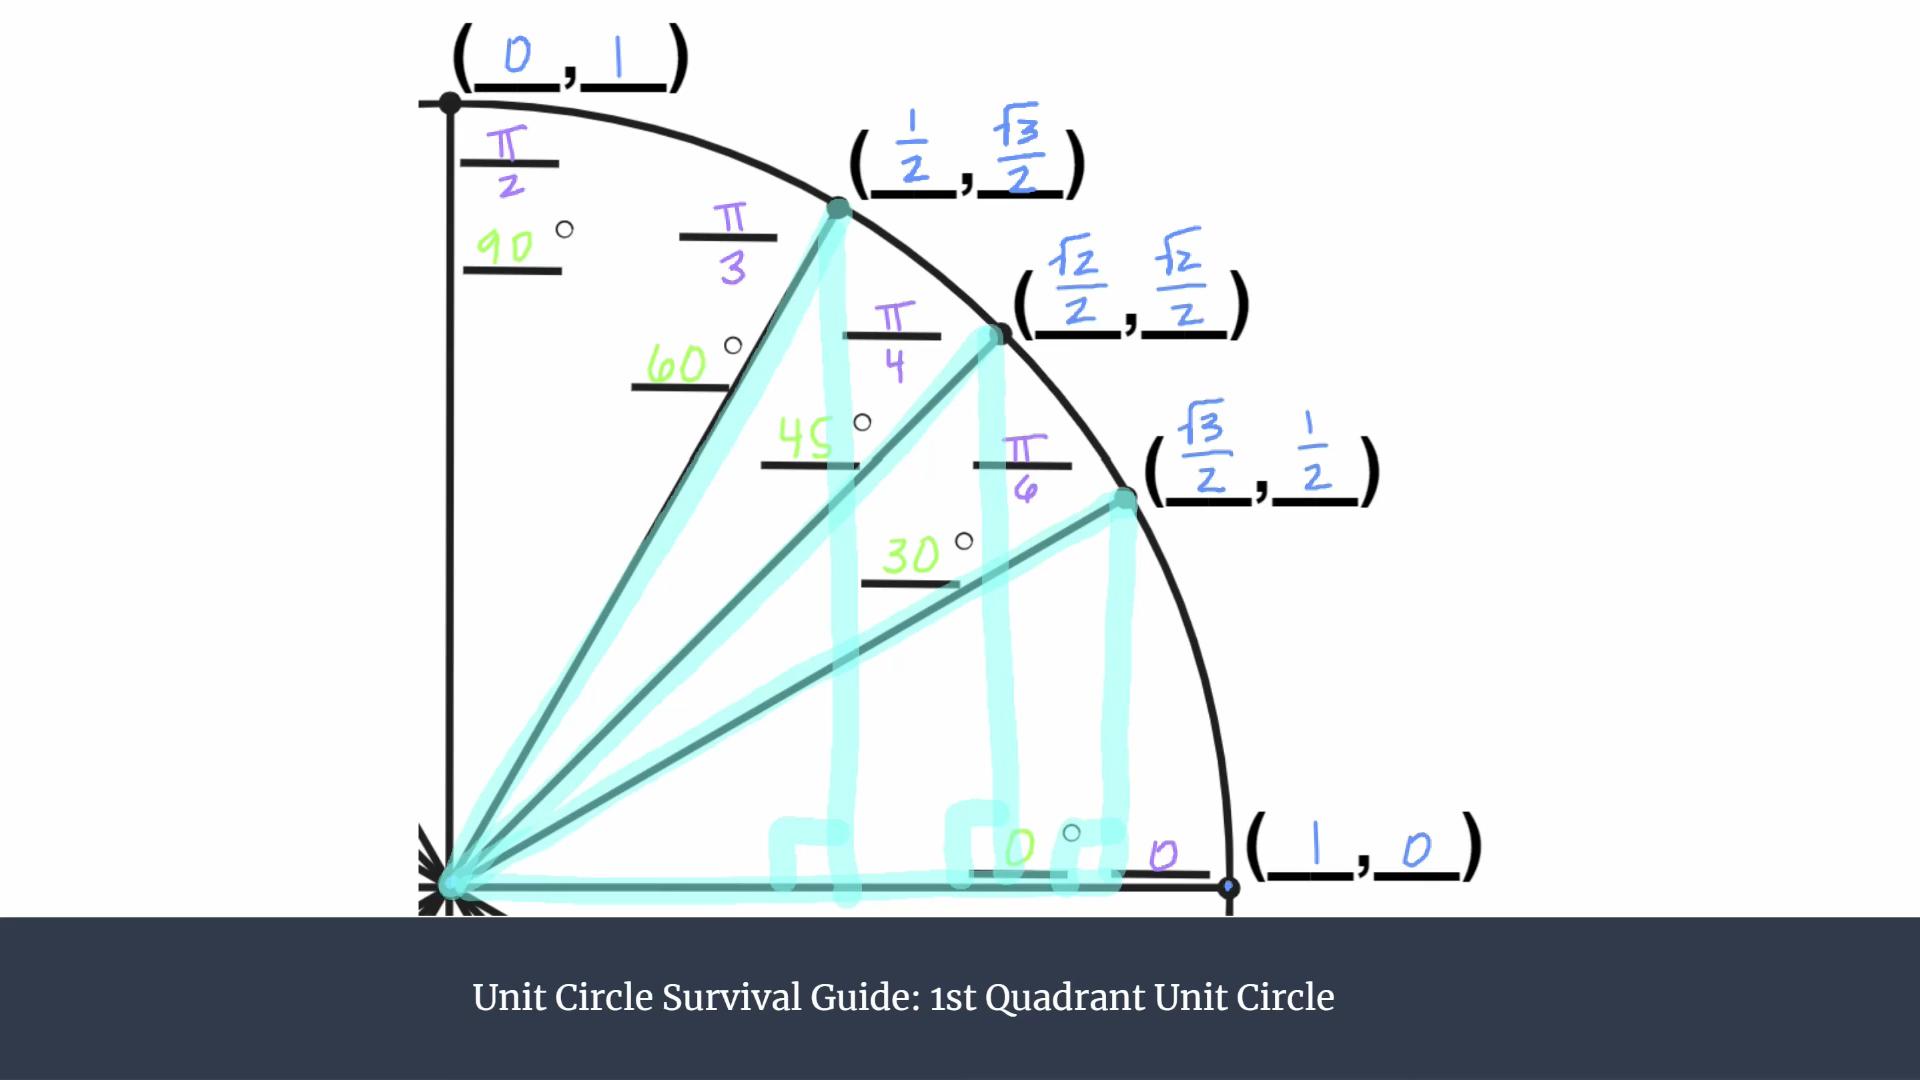 (0, 1)
π/2
90°
(1/2, √3/2)
π/3
60°
(√2/2, √2/2)
π/4
45°
(√3/2, 1/2)
π/6
30°
0°
0
(1, 0)
Unit Circle Survival Guide: 1st Quadrant Unit Circle